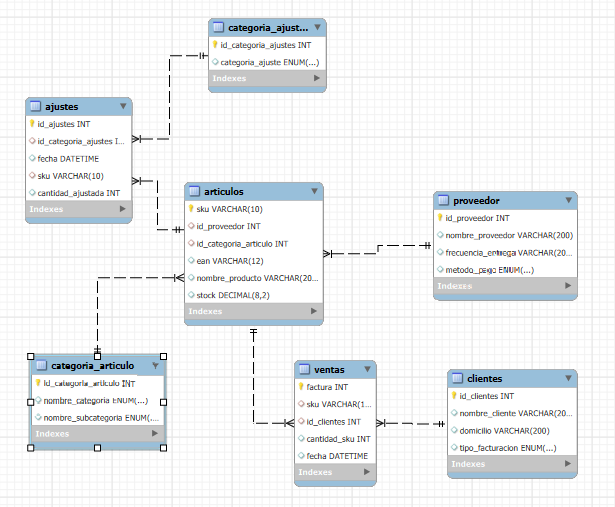 categoria_ajust...
id_categoria_ajustes INT
categoria_ajuste ENUM(...)
Indexes
ajustes
id_ajustes INT
id_categoria_ajustes I...
fecha DATETIME
sku VARCHAR(10)
cantidad_ajustada INT
Indexes
articulos
sku VARCHAR(10)
id_proveedor INT
id_categoria_articulo INT
ean VARCHAR(12)
nombre_producto VARCHAR(20...
stock DECIMAL(8,2)
Indexes
proveedor
id_proveedor INT
nombre_proveedor VARCHAR(200)
frecuencia_entrega VARCHAR(20...
metodo_pago ENUM(...)
Indexes
categoria_articulo
id_categoria_articulo INT
nombre_categoria ENUM(...)
nombre_subcategoria ENUM(...
Indexes
ventas
factura INT
sku VARCHAR(1...
id_clientes INT
cantidad_sku INT
fecha DATETIME
Indexes
clientes
id_clientes INT
nombre_cliente VARCHAR(20...
domicilio VARCHAR(200)
tipo_facturacion ENUM(...)
Indexes